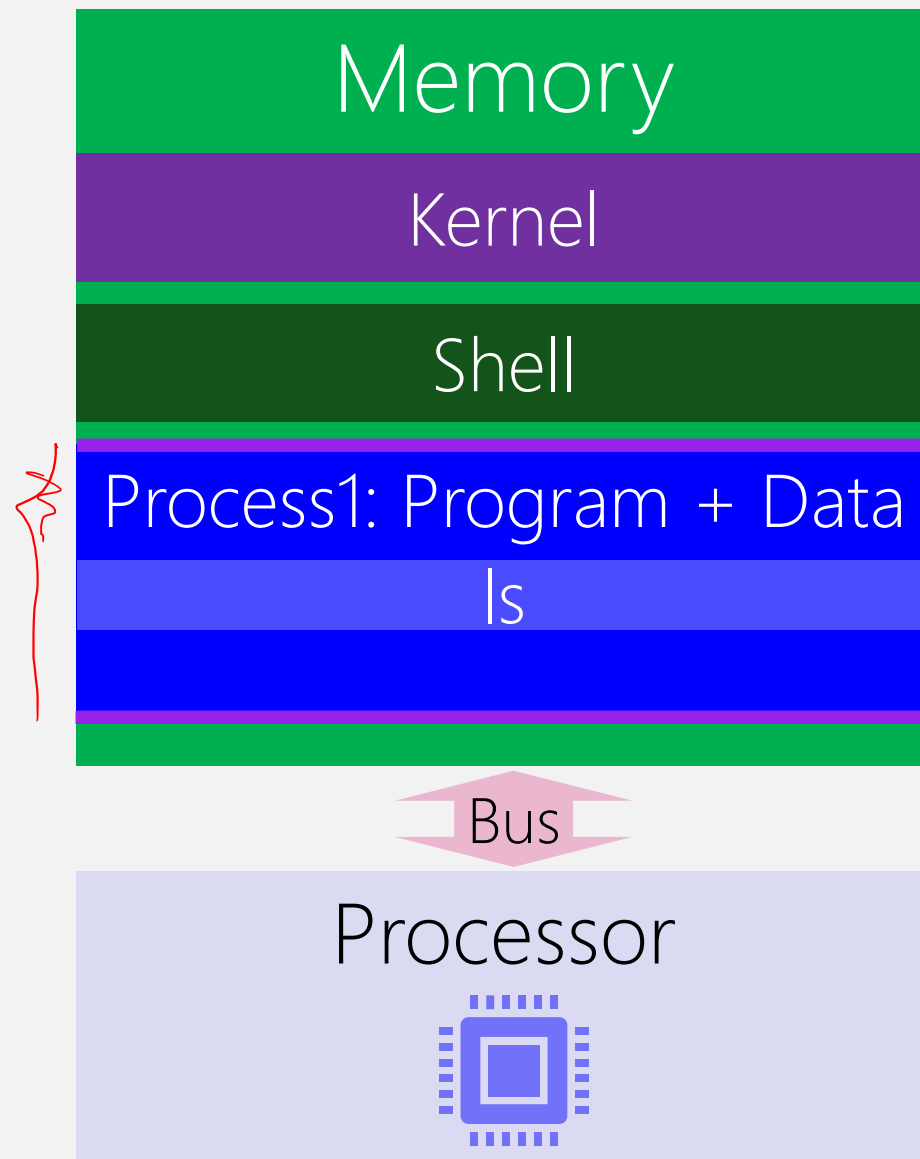 Memory
Kernel
Shell
Process1: Program + Data
ls
Bus
Processor